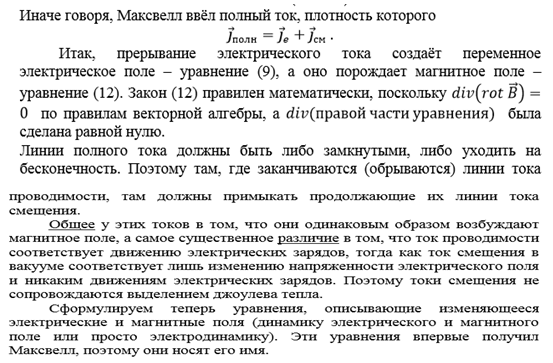 Иначе говоря, Максвелл ввёл полный ток, плотность которого
j⃗полн = j⃗e + j⃗см .
Итак, прерывание электрического тока создаёт переменное
электрическое поле – уравнение (9), а оно порождает магнитное поле –
уравнение (12). Закон (12) правилен математически, поскольку div(rot B⃗) =
0 по правилам векторной алгебры, а div(правой части уравнения) была
сделана равной нулю.
Линии полного тока должны быть либо замкнутыми, либо уходить на
бесконечность. Поэтому там, где заканчиваются (обрываются) линии тока
проводимости, там должны примыкать продолжающие их линии тока
смещения.
Общее у этих токов в том, что они одинаковым образом возбуждают
магнитное поле, а самое существенное различие в том, что ток проводимости
соответствует движению электрических зарядов, тогда как ток смещения в
вакууме соответствует лишь изменению напряженности электрического поля
и никаким движениям электрических зарядов. Поэтому токи смещения не
сопровождаются выделением джоулева тепла.
Сформулируем теперь уравнения, описывающие изменяющееся
электрические и магнитные поля (динамику электрического и магнитного
поля или просто электродинамику). Эти уравнения впервые получил
Максвелл, поэтому они носят его имя.